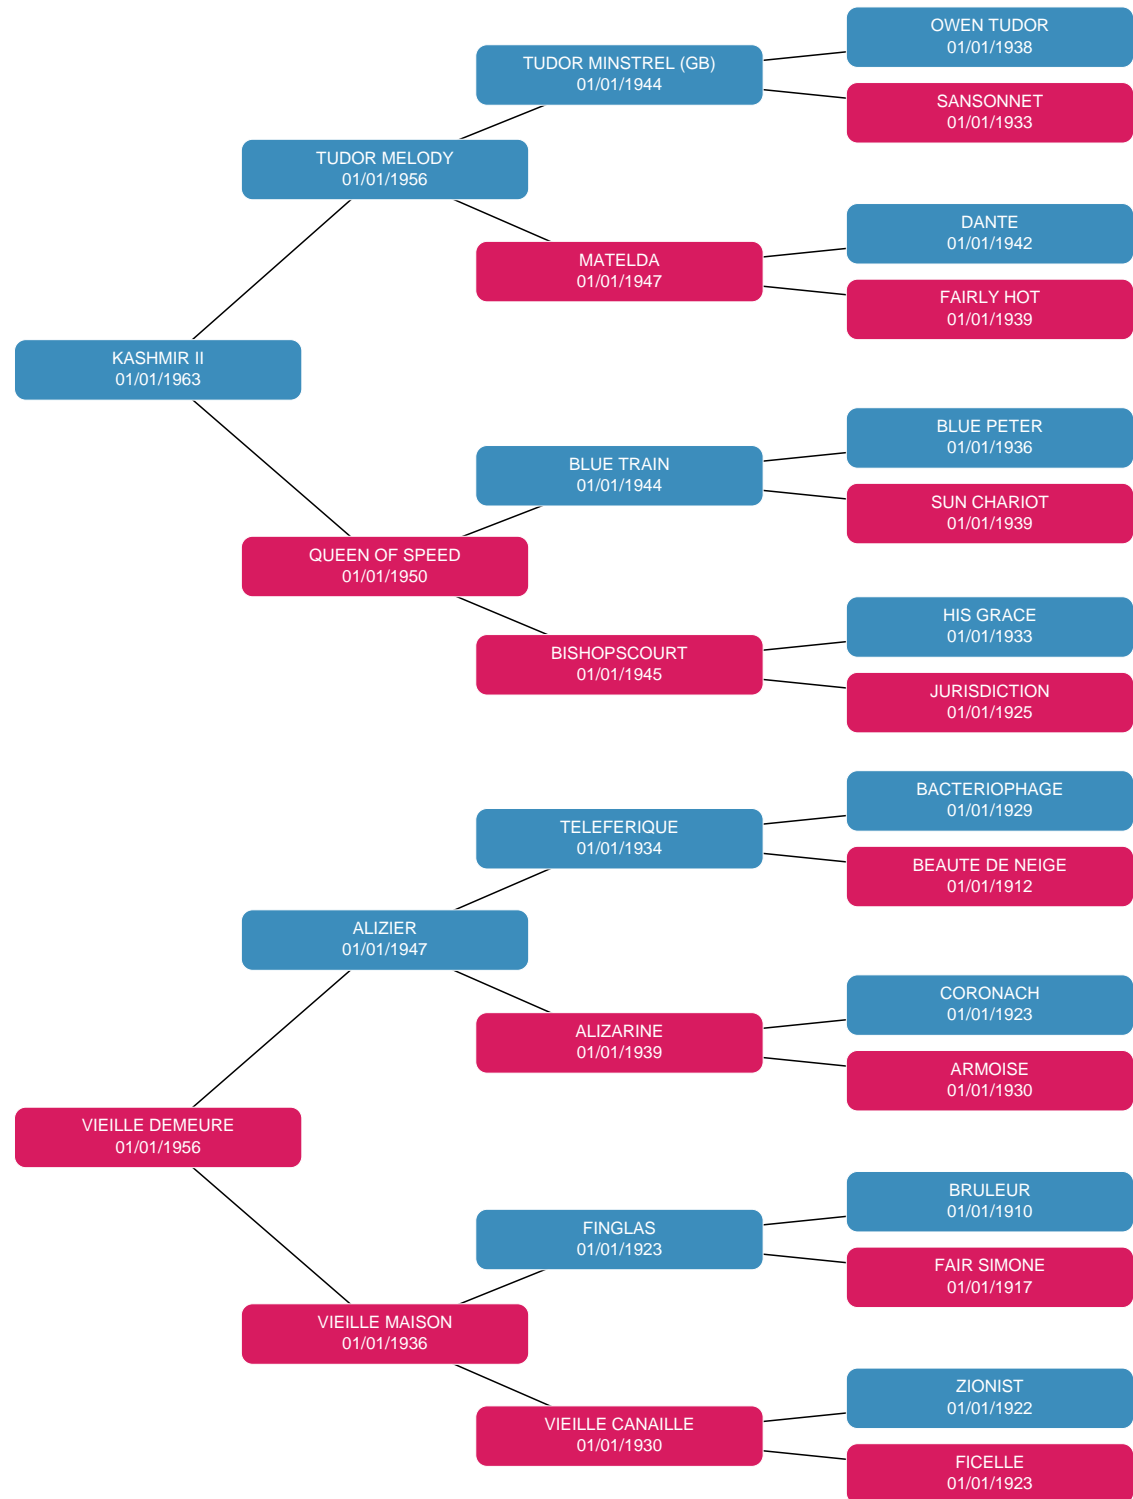 OWEN TUDOR
01/01/1938
TUDOR MINSTREL (GB)
01/01/1944
SANSONNET
01/01/1933
TUDOR MELODY
01/01/1956
DANTE
01/01/1942
MATELDA
01/01/1947
FAIRLY HOT
01/01/1939
KASHMIR II
01/01/1963
BLUE PETER
01/01/1936
BLUE TRAIN
01/01/1944
SUN CHARIOT
01/01/1939
QUEEN OF SPEED
01/01/1950
HIS GRACE
01/01/1933
BISHOPSCOURT
01/01/1945
JURISDICTION
01/01/1925
BACTERIOPHAGE
01/01/1929
TELEFERIQUE
01/01/1934
BEAUTE DE NEIGE
01/01/1912
ALIZIER
01/01/1947
CORONACH
01/01/1923
ALIZARINE
01/01/1939
ARMOISE
01/01/1930
VIEILLE DEMEURE
01/01/1956
BRULEUR
01/01/1910
FINGLAS
01/01/1923
FAIR SIMONE
01/01/1917
VIEILLE MAISON
01/01/1936
ZIONIST
01/01/1922
VIEILLE CANAILLE
01/01/1930
FICELLE
01/01/1923